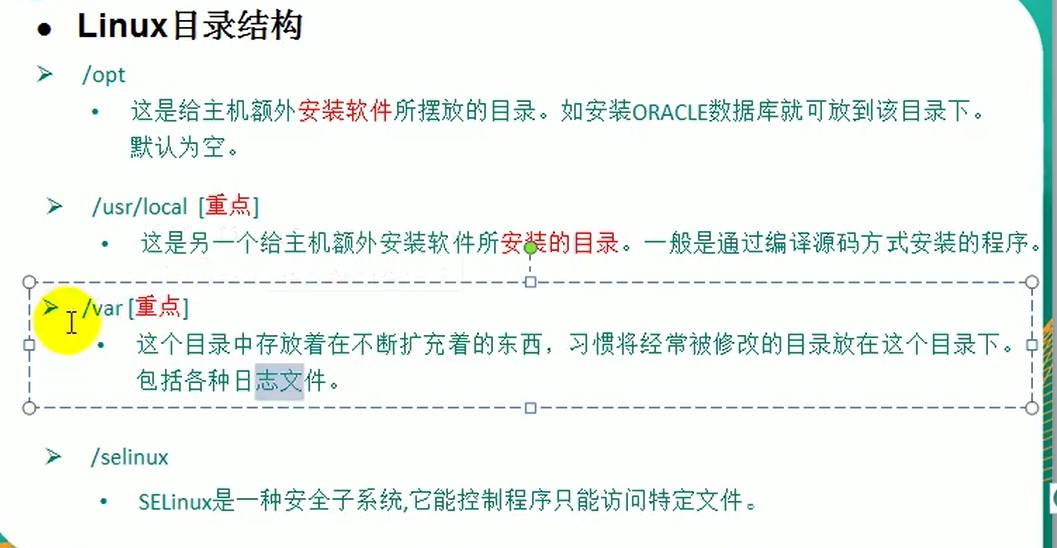 Linux目录结构
/opt
这是给主机额外安装软件所摆放的目录。如安装ORACLE数据库就可放到该目录下。
默认为空。
/usr/local [重点]
这是另一个给主机额外安装软件所安装的目录。一般是通过编译源码方式安装的程序。
/var [重点]
这个目录中存放着在不断扩充着的东西，习惯将经常被修改的目录放在这个目录下。
包括各种日志文件。
/selinux
SELinux是一种安全子系统,它能控制程序只能访问特定文件。